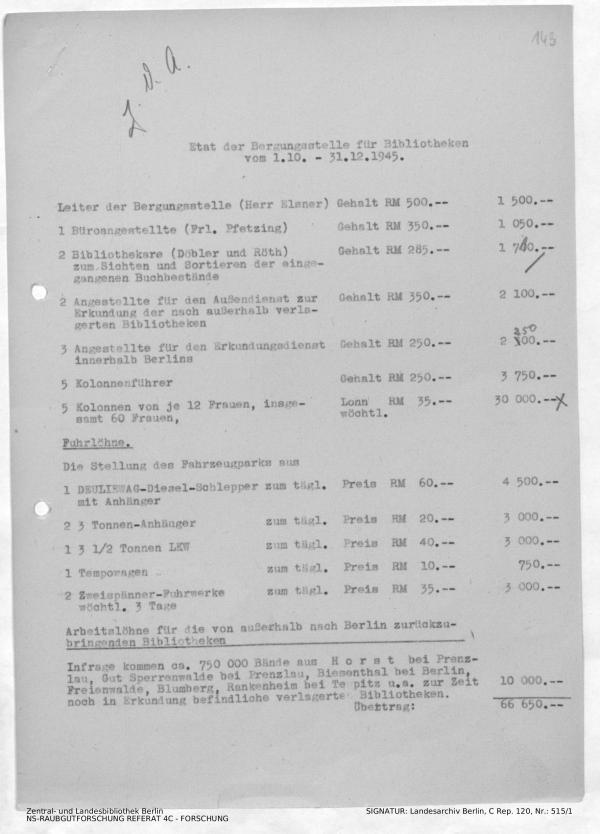 143
Z. d. A.
Etat der Bergungsstelle für Bibliotheken
vom 1.10. - 31.12.1945.
Leiter der Bergungsstelle (Herr Elsner) Gehalt RM 500.-- 1 500.--
1 Büroangestellte (Frl. Pfetzing) Gehalt RM 350.-- 1 050.--
2 Bibliothekare (Döbler und Röth) Gehalt RM 285.-- 1 710.--
zum Sichten und Sortieren der einge-
gangenen Buchbestände
2 Angestellte für den Außendienst zur Gehalt RM 350.-- 2 100.--
Erkundung der nach außerhalb verla-
gerten Bibliotheken
250
3 Angestellte für den Erkundungsdienst Gehalt RM 250.-- 2 100.--
innerhalb Berlins
5 Kolonnenführer Gehalt RM 250.-- 3 750.--
5 Kolonnen von je 12 Frauen, insge- Lonn RM 35.-- 30 000.--x
samt 60 Frauen, wöchtl.
Fuhrlöhne.
Die Stellung des Fahrzeugparks aus
1 DEULIEWAG-Diesel-Schlepper zum tägl. Preis RM 60.-- 4 500.--
mit Anhänger
2 3 Tonnen-Anhänger zum tägl. Preis RM 20.-- 3 000.--
1 3 1/2 Tonnen LKW zum tägl. Preis RM 40.-- 3 000.--
1 Tempowagen zum tägl. Preis RM 10.-- 750.--
2 Zweispänner-Fuhrwerke zum tägl. Preis RM 35.-- 3 000.--
wöchtl. 3 Tage
Arbeitslöhne für die von außerhalb nach Berlin zurückzu-
bringenden Bibliotheken
Infrage kommen ca. 750 000 Bände aus H o r s t bei Prenz-
lau, Gut Sperrenwalde bei Prenzlau, Biesenthal bei Berlin,
Freienwalde, Blumberg, Rankenheim bei Te pitz u.a. zur Zeit 10 000.--
noch in Erkundung befindliche verlagerte Bibliotheken.
Übertrag: 66 650.--
Zentral- und Landesbibliothek Berlin
NS-RAUBGUTFORSCHUNG REFERAT 4C - FORSCHUNG
SIGNATUR: Landesarchiv Berlin, C Rep. 120, Nr.: 515/1